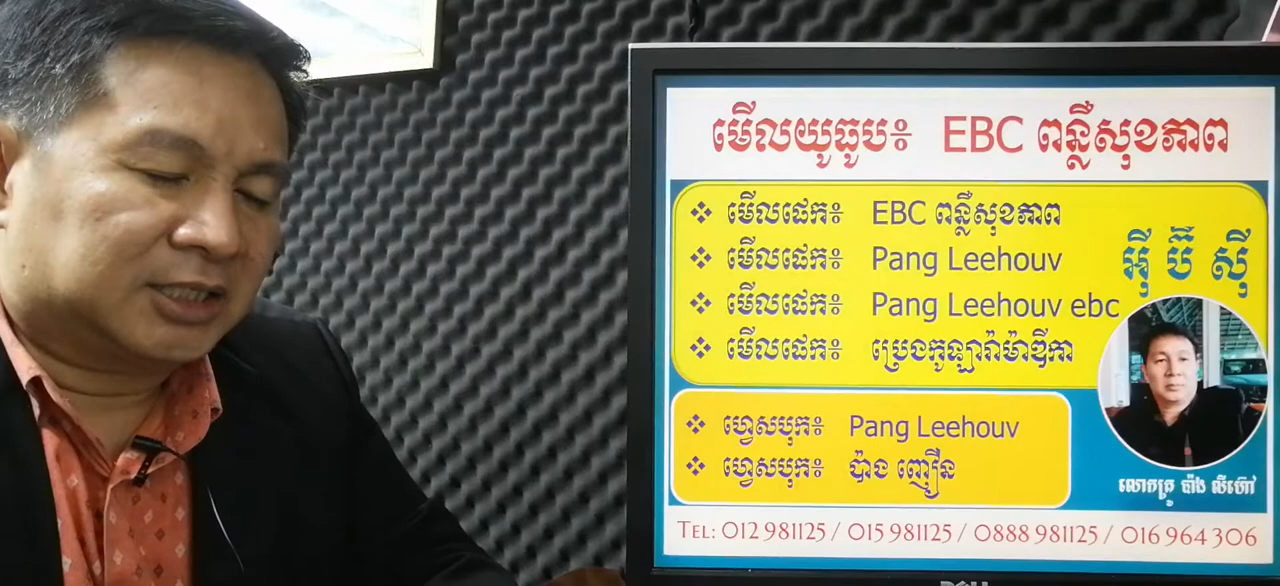 មើលយូធូប៖ EBC ពន្លឺសុខភាព
❖ មើលផេក៖ EBC ពន្លឺសុខភាព
❖ មើលផេក៖ Pang Leehouv
❖ មើលផេក៖ Pang Leehouv ebc
❖ មើលផេក៖ ប្រេងកូឡារ៉ាម៉ាឌីកា
អ៊ី ប៊ី ស៊ី
❖ ហ្វេសបុក៖ Pang Leehouv
❖ ហ្វេសបុក៖ ប៉ាង ញឿន
លោកគ្រូ ប៉ាង លីហ៊ៅ
TEL: 012 981125 / 015 981125 / 0888 981125 / 016 964 306